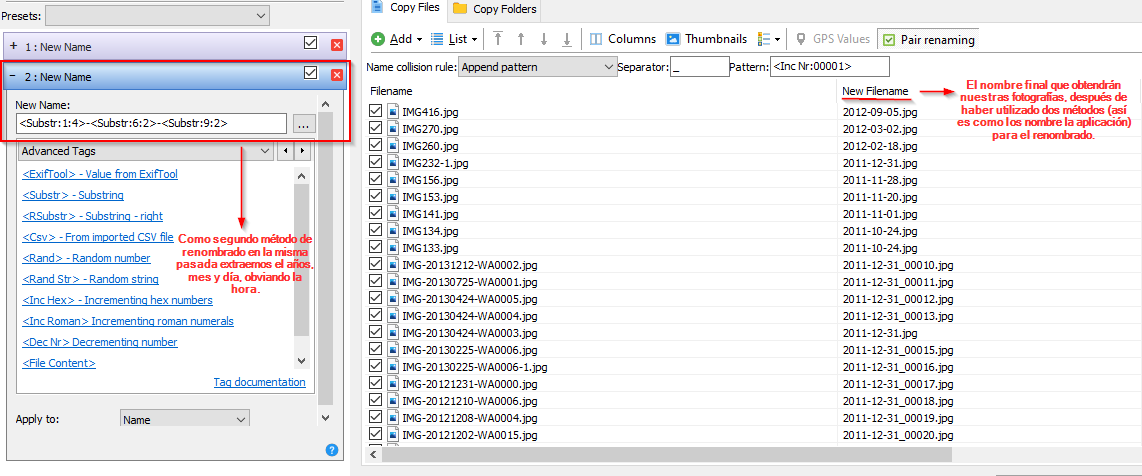 Presets:
1 : New Name
2 : New Name
New Name:
<Substr:1:4>-<Substr:6:2>-<Substr:9:2>
...
Advanced Tags
<ExifTool> - Value from ExifTool
<Substr> - Substring
<RSubstr> - Substring - right
<Csv> - From imported CSV file
<Rand> - Random number
<Rand Str> - Random string
<Inc Hex> - Incrementing hex numbers
<Inc Roman> Incrementing roman numerals
<Dec Nr> Decrementing number
<File Content>
Tag documentation
Apply to: Name
Como segundo método de
renombrado en la misma
pasada extraemos el años,
mes y día, obviando la
hora.
Copy Files Copy Folders
Add List Columns Thumbnails GPS Values Pair renaming
Name collision rule: Append pattern Separator: _ Pattern: <Inc Nr:00001>
Filename New Filename
IMG416.jpg 2012-09-05.jpg
IMG270.jpg 2012-03-02.jpg
IMG260.jpg 2012-02-18.jpg
IMG232-1.jpg 2011-12-31.jpg
IMG156.jpg 2011-11-28.jpg
IMG153.jpg 2011-11-20.jpg
IMG141.jpg 2011-11-01.jpg
IMG134.jpg 2011-10-24.jpg
IMG133.jpg 2011-10-24.jpg
IMG-20131212-WA0002.jpg 2011-12-31_00010.jpg
IMG-20130725-WA0001.jpg 2011-12-31_00011.jpg
IMG-20130424-WA0005.jpg 2011-12-31_00012.jpg
IMG-20130424-WA0004.jpg 2011-12-31_00013.jpg
IMG-20130424-WA0003.jpg 2011-12-31.jpg
IMG-20130225-WA0006.jpg 2011-12-31_00015.jpg
IMG-20130225-WA0006-1.jpg 2011-12-31_00016.jpg
IMG-20121231-WA0000.jpg 2011-12-31_00017.jpg
IMG-20121210-WA0006.jpg 2011-12-31_00018.jpg
IMG-20121208-WA0004.jpg 2011-12-31_00019.jpg
IMG-20121202-WA0015.jpg 2011-12-31_00020.jpg
El nombre final que obtendrán
nuestras fotografías, después de
haber utilizado dos métodos (así
es como los nombre la aplicación)
para el renombrado.